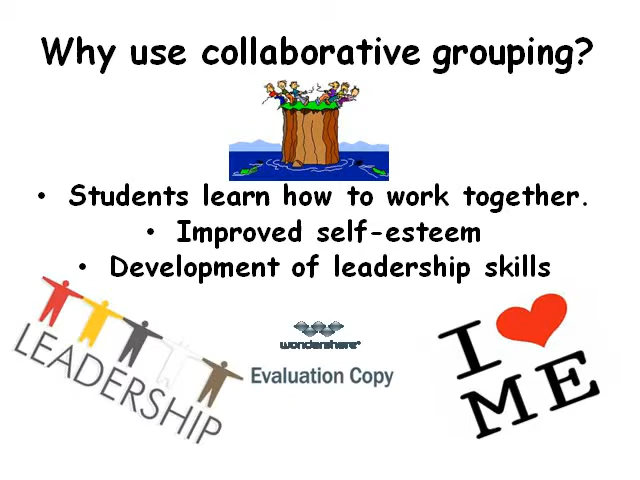 Why use collaborative grouping?
• Students learn how to work together.
• Improved self-esteem
• Development of leadership skills
LEADERSHIP
wondershare
Evaluation Copy
I ❤
ME